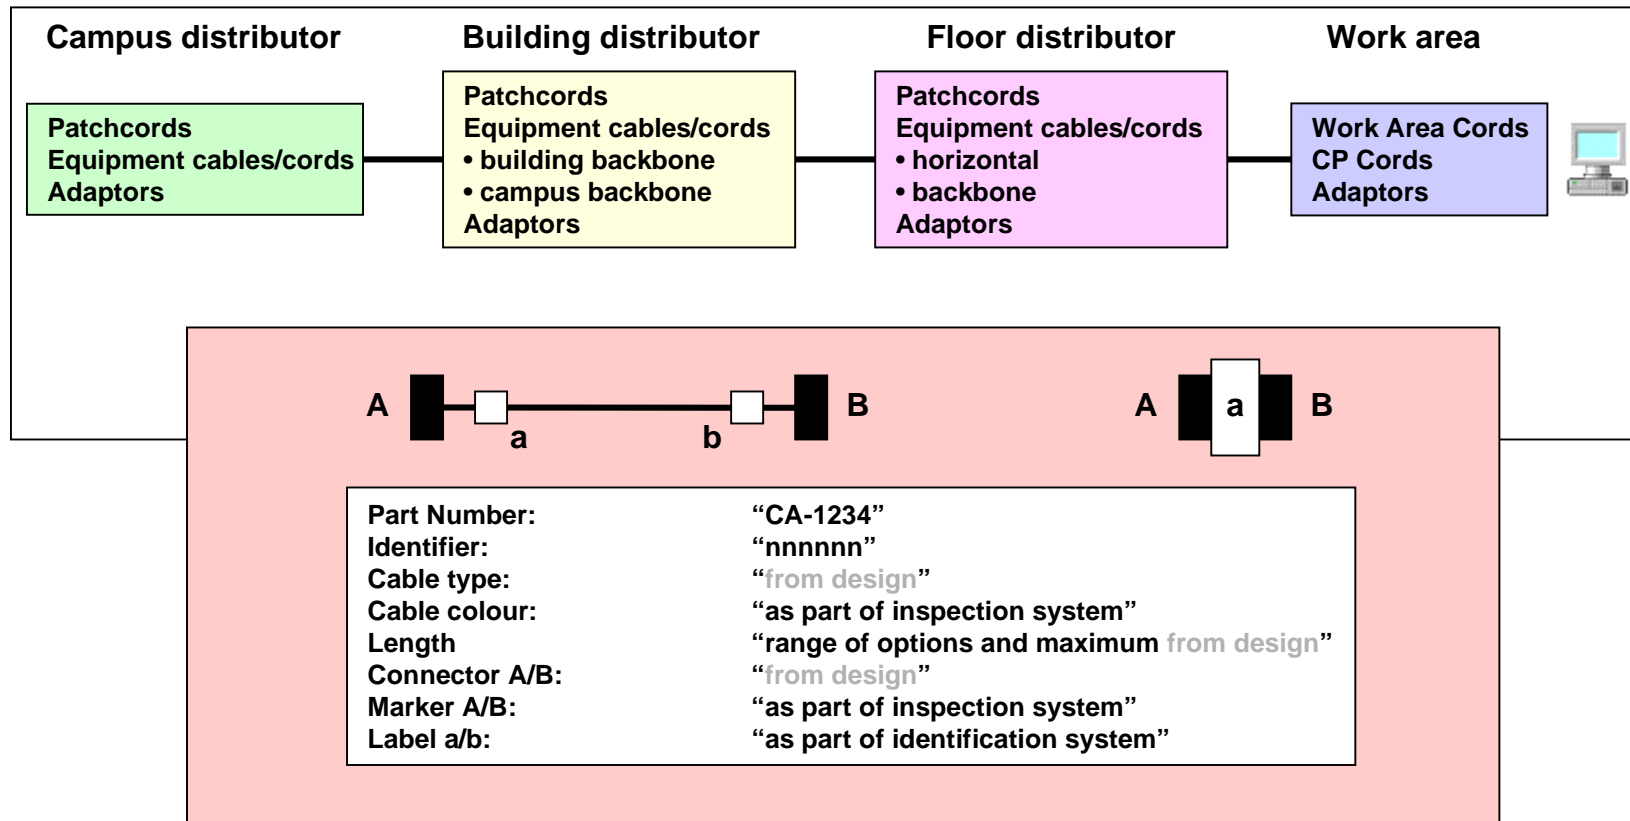 Campus distributor
Building distributor
Floor distributor
Work area
Patchcords
Equipment cables/cords
Adaptors
Patchcords
Equipment cables/cords
• building backbone
• campus backbone
Adaptors
Patchcords
Equipment cables/cords
• horizontal
• backbone
Adaptors
Work Area Cords
CP Cords
Adaptors
A
a
b
B
A
a
B
Part Number: “CA-1234”
Identifier: “nnnnnn”
Cable type: “from design”
Cable colour: “as part of inspection system”
Length “range of options and maximum from design”
Connector A/B: “from design”
Marker A/B: “as part of inspection system”
Label a/b: “as part of identification system”